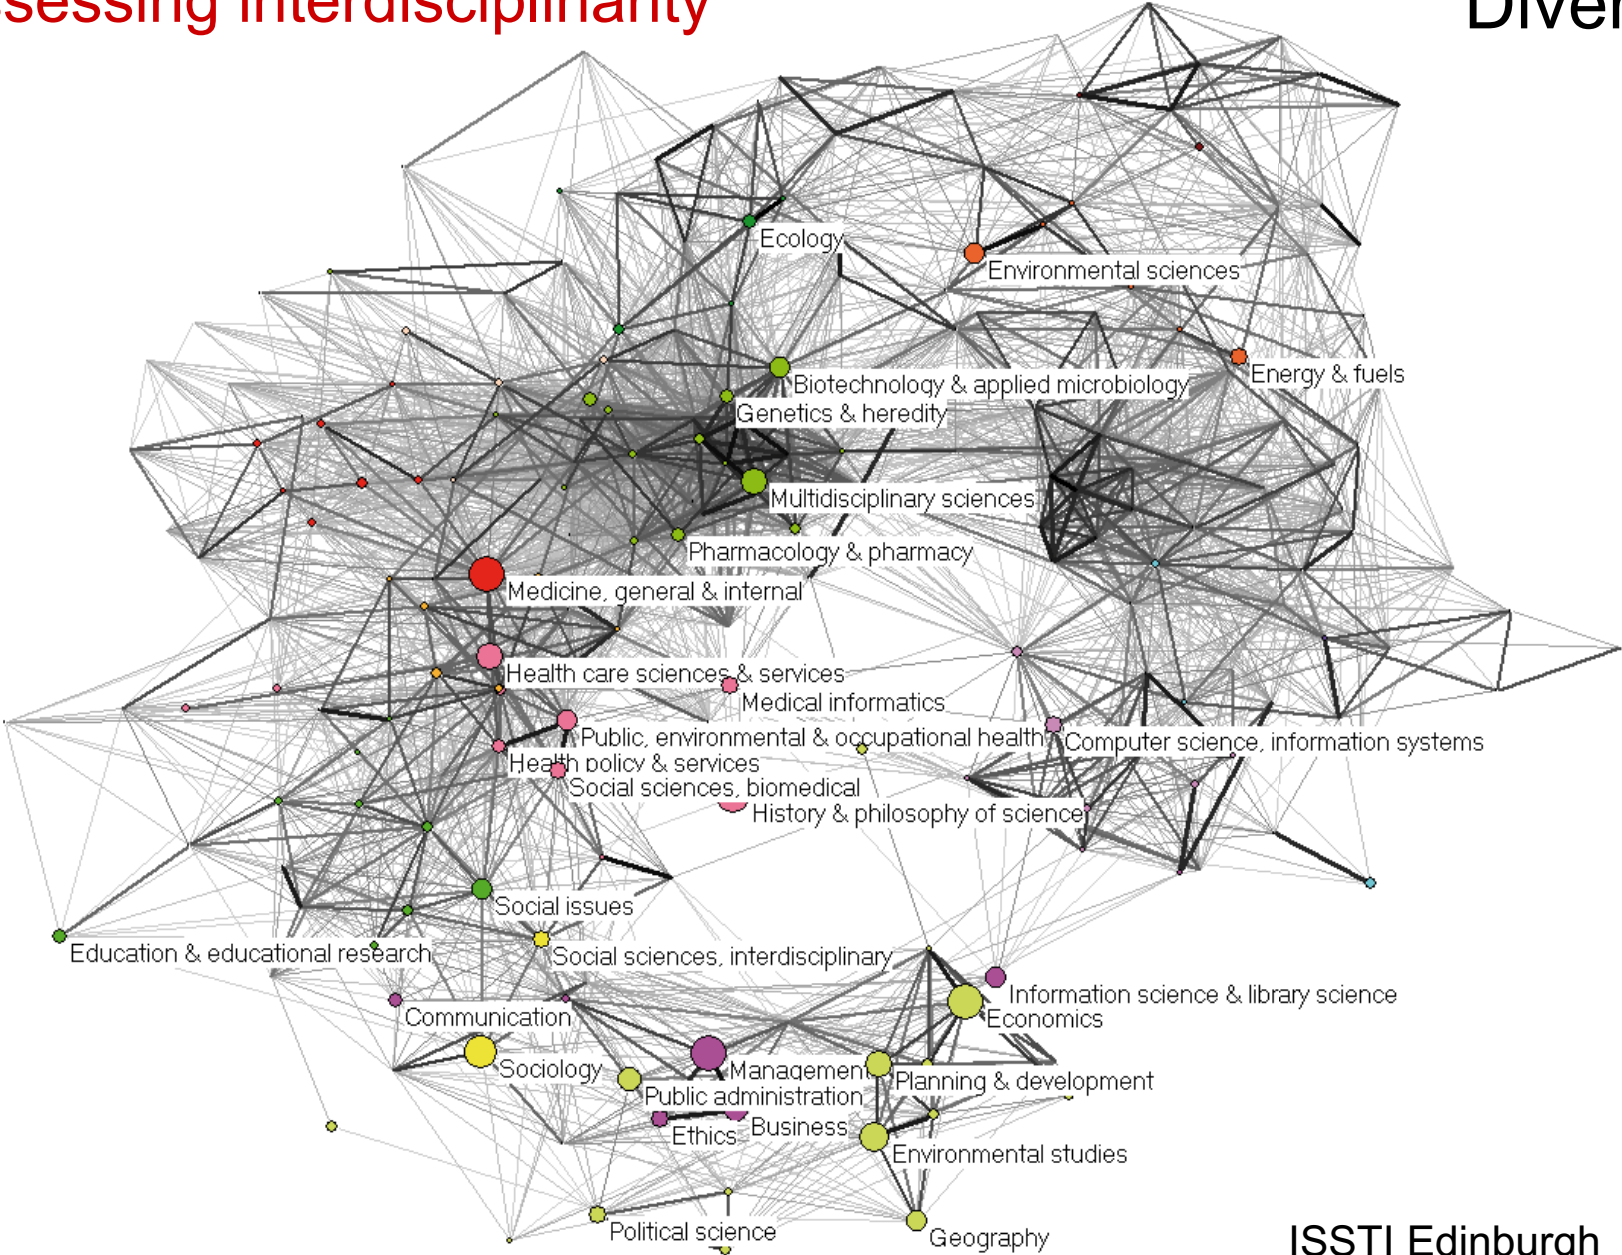 ssessing interdisciplinarity
Diver
Ecology
Environmental sciences
Biotechnology & applied microbiology
Energy & fuels
Genetics & heredity
Multidisciplinary sciences
Pharmacology & pharmacy
Medicine, general & internal
Health care sciences & services
Medical informatics
Public, environmental & occupational health
Computer science, information systems
Health policy & services
Social sciences, biomedical
History & philosophy of science
Social issues
Education & educational research
Social sciences, interdisciplinary
Information science & library science
Communication
Economics
Sociology
Management
Planning & development
Public administration
Business
Ethics
Environmental studies
Political science
Geography
ISSTI Edinburgh